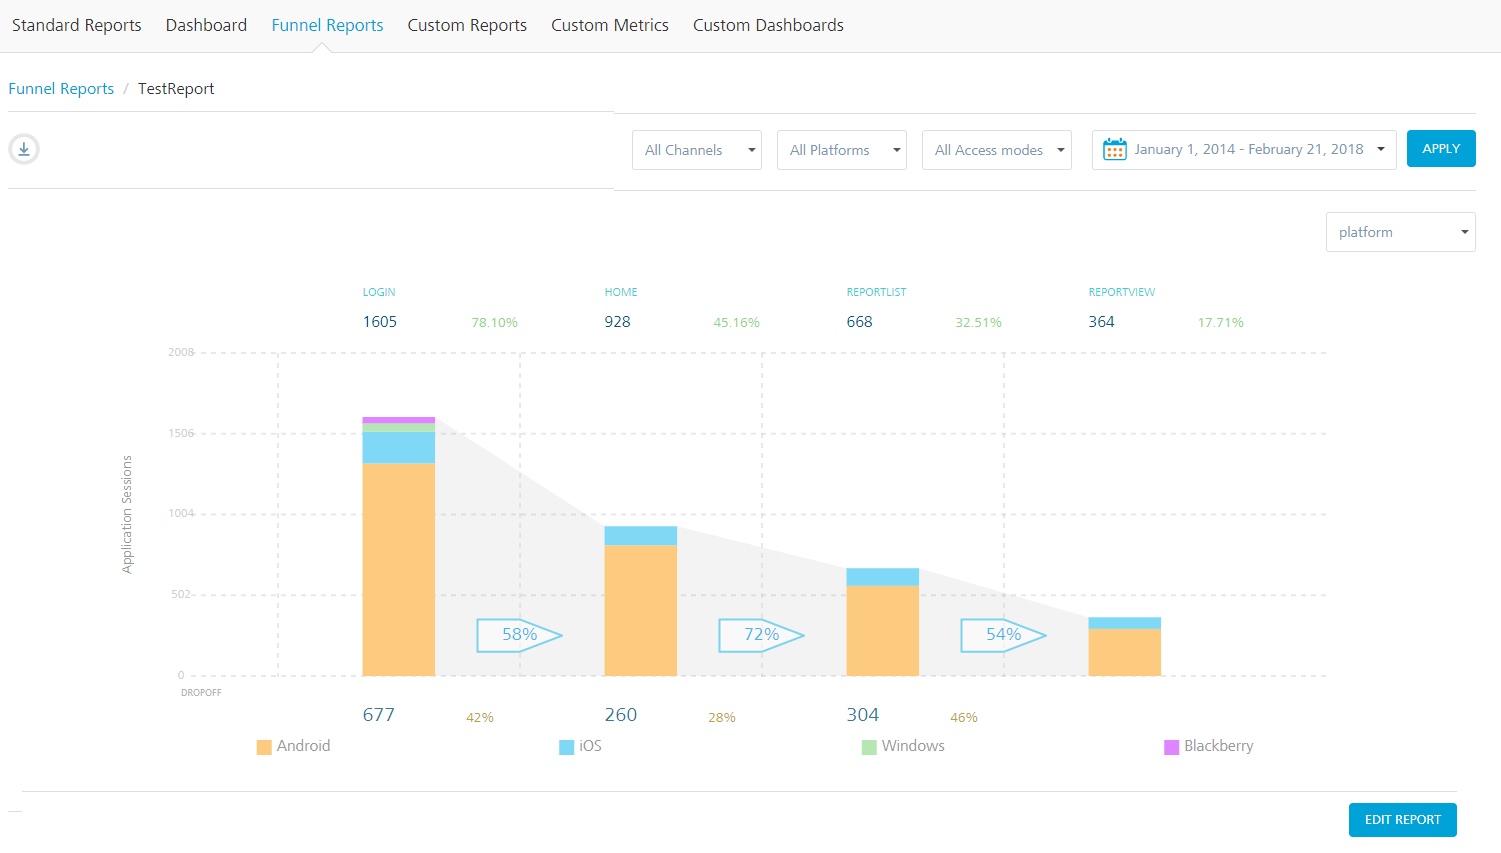 Standard Reports Dashboard Funnel Reports Custom Reports Custom Metrics Custom Dashboards
Funnel Reports / TestReport
All Channels All Platforms All Access modes January 1, 2014 - February 21, 2018 APPLY
platform
LOGIN HOME REPORTLIST REPORTVIEW
1605 78.10% 928 45.16% 668 32.51% 364 17.71%
2008
1506
1004
502
0
Application Sessions
58% 72% 54%
DROPOFF
677 42% 260 28% 304 46%
Android iOS Windows Blackberry
EDIT REPORT